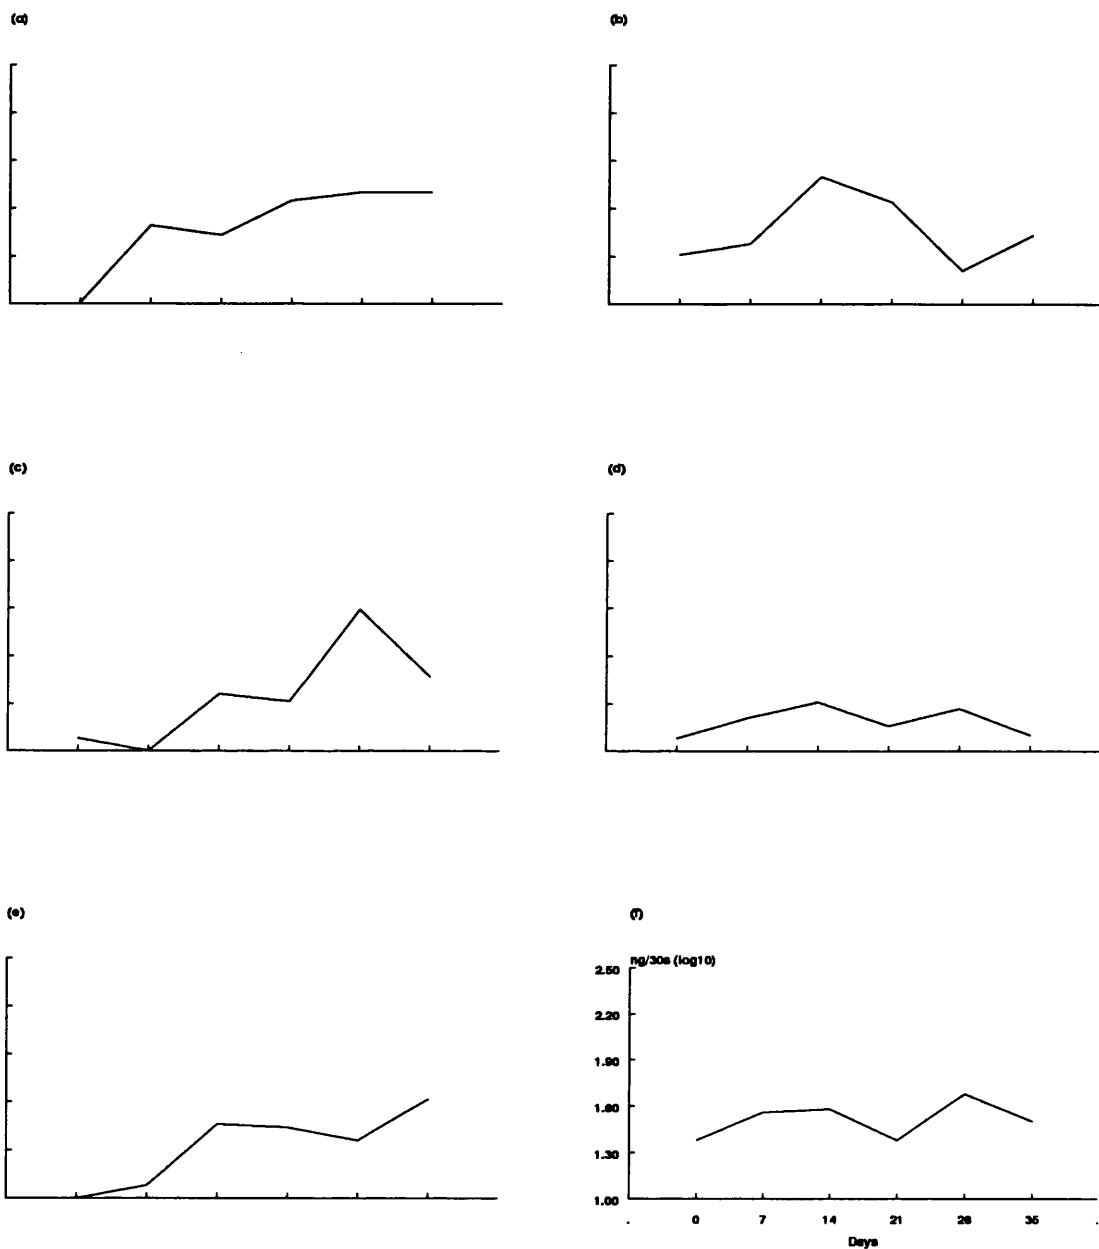 (a)
(b)
(c)
(d)
(e)
(f)
ng/30s (log10)
2.50
2.20
1.90
1.60
1.30
1.00
0 7 14 21 28 35
Days